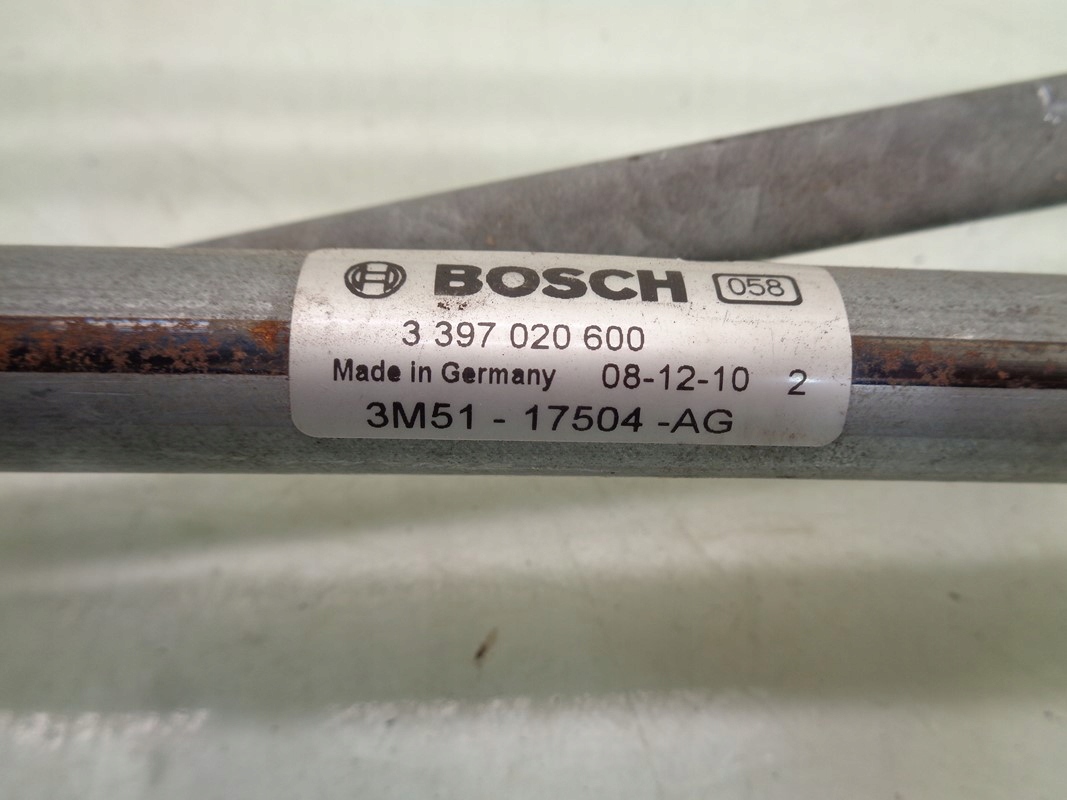 BOSCH 058
3 397 020 600
Made in Germany 08-12-10 2
3M51 - 17504 -AG